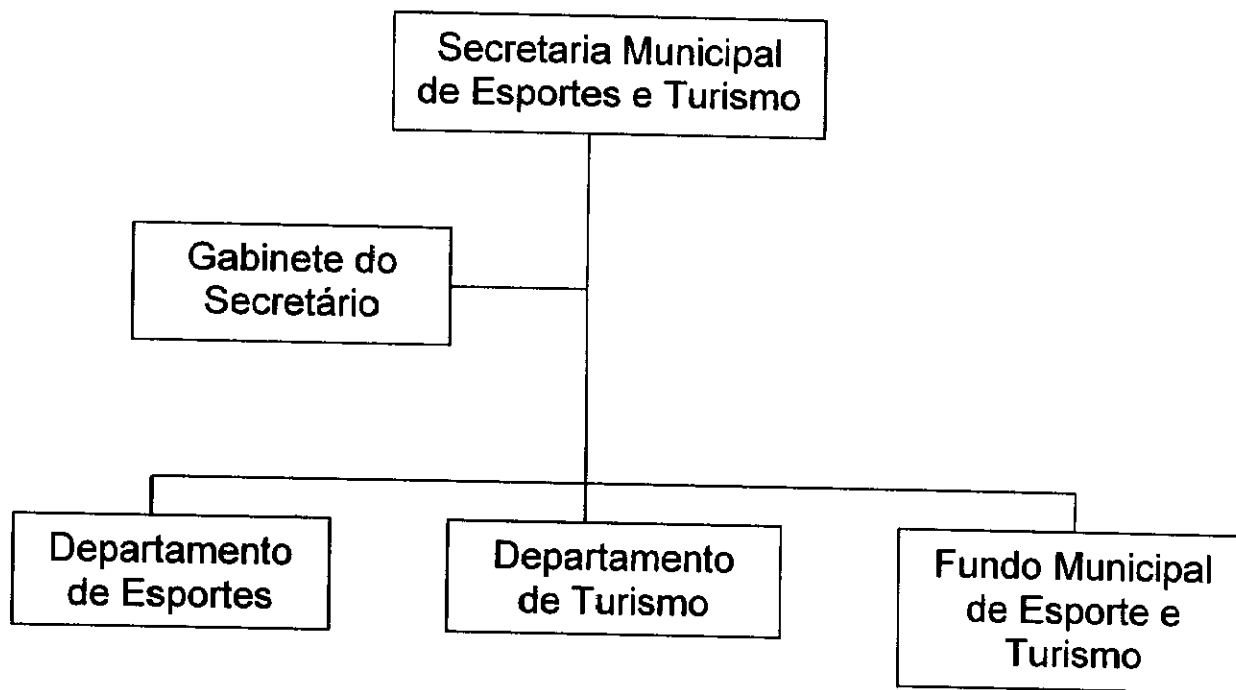 Secretaria Municipal
de Esportes e Turismo
Gabinete do
Secretário
Departamento
de Esportes
Departamento
de Turismo
Fundo Municipal
de Esporte e
Turismo